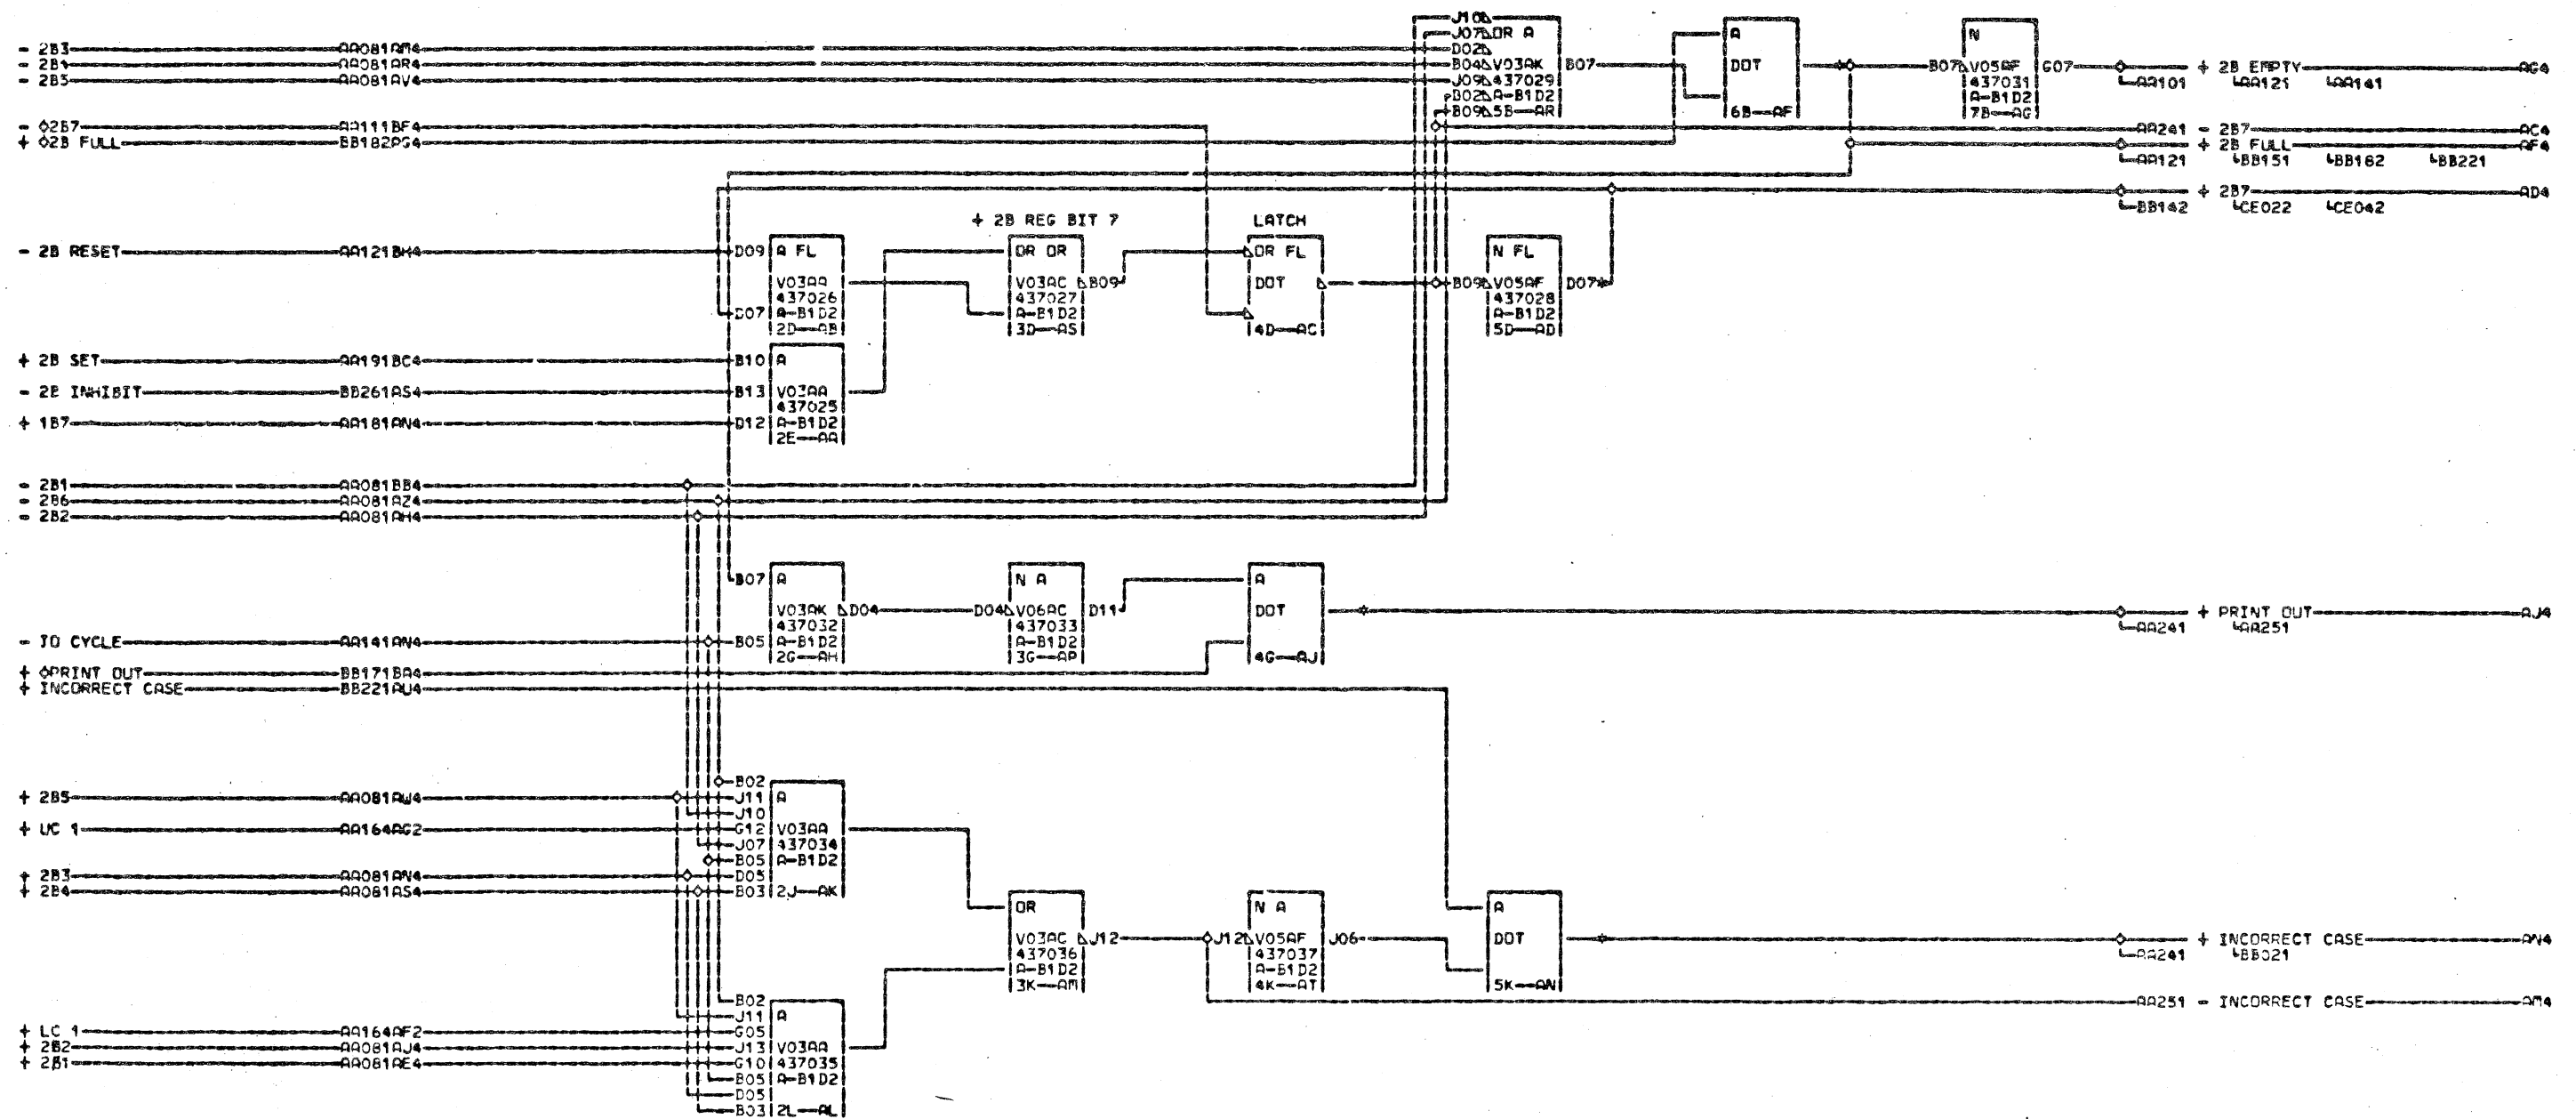 J10
J07 OR A
- 2B3 AA081AM4 D02
- 2B4 AA081AR4 B04 V03AK B07
- 2B5 AA081AV4 J09 437029
B02 A-B1D2
B09 5B-AR
A
DOT
6B-AF
N
B07 V05AF G07
437031
A-B1D2
7B-AG
+ 2B EMPTY AG4
AA101 AA121 AA141
- 2B7 AA111BF4
+ 2B FULL BB182AG4
AA241 - 2B7 AC4
+ 2B FULL AF4
AA121 BB151 BB182 BB221
+ 2B7 AD4
BB142 CE022 CE042
+ 2B REG BIT 7 LATCH
- 2B RESET AA121BH4 D09 A FL
V03AA
437026
D07 A-B1D2
2D-AB
OR OR
V03AC B09
437027
A-B1D2
3D-AS
OR FL
DOT
4D-AC
N FL
B09 V05AF D07
437028
A-B1D2
5D-AD
+ 2B SET AA191BC4 B10 A
- 2E INHIBIT BB261AS4 B13 V03AA
437025
+ 1B7 AA181AN4 D12 A-B1D2
2E-AA
- 2B1 AA081BB4
- 2B6 AA081AZ4
- 2B2 AA081AH4
B07 A
V03AK D04
437032
- IO CYCLE AA141AN4 B05 A-B1D2
2G-AH
N A
D04 V06AC D11
437033
A-B1D2
3G-AP
A
DOT
4G-AJ
+ PRINT OUT AJ4
AA241 AA251
+ PRINT OUT BB171BA4
+ INCORRECT CASE BB221AU4
B02
+ 2B5 AA081AW4 J11 A
J10
+ UC 1 AA164AG2 G12 V03AA
J07 437034
B05 A-B1D2
+ 2B3 AA081AN4 D05
+ 2B4 AA081AS4 B03 2J-AK
OR
V03AC J12
437036
A-B1D2
3K-AM
N A
J12 V05AF J06
437037
A-B1D2
4K-AT
A
DOT
5K-AN
+ INCORRECT CASE AN4
AA241 BB021
AA251 - INCORRECT CASE AM4
B02
J11 A
+ LC 1 AA164AF2 G05
+ 2B2 AA081AJ4 J13 V03AA
+ 2B1 AA081AE4 G10 437035
B05 A-B1D2
D05
B03 2L-AL